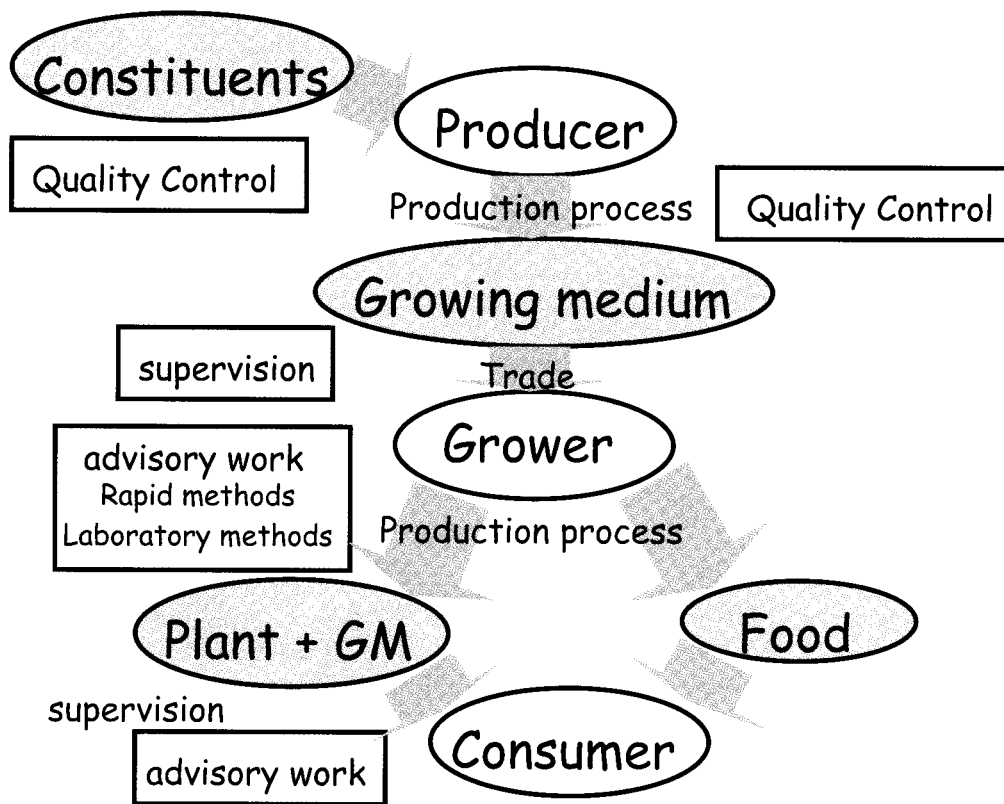 Constituents
Producer
Quality Control
Production process
Quality Control
Growing medium
supervision
Trade
Grower
advisory work
Rapid methods
Laboratory methods
Production process
Plant + GM
Food
supervision
Consumer
advisory work